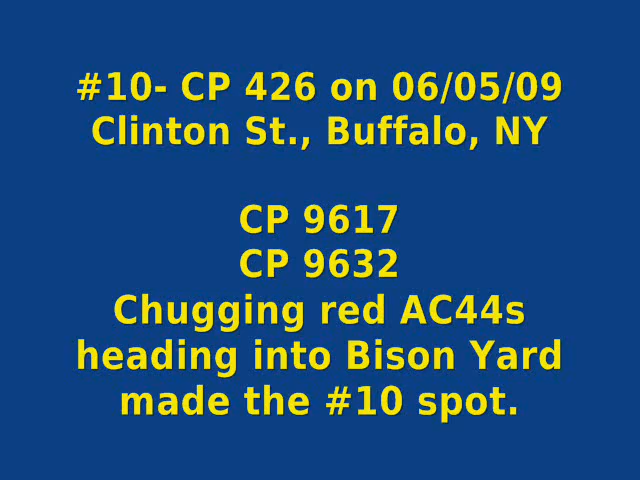 #10- CP 426 on 06/05/09
Clinton St., Buffalo, NY
CP 9617
CP 9632
Chugging red AC44s
heading into Bison Yard
made the #10 spot.